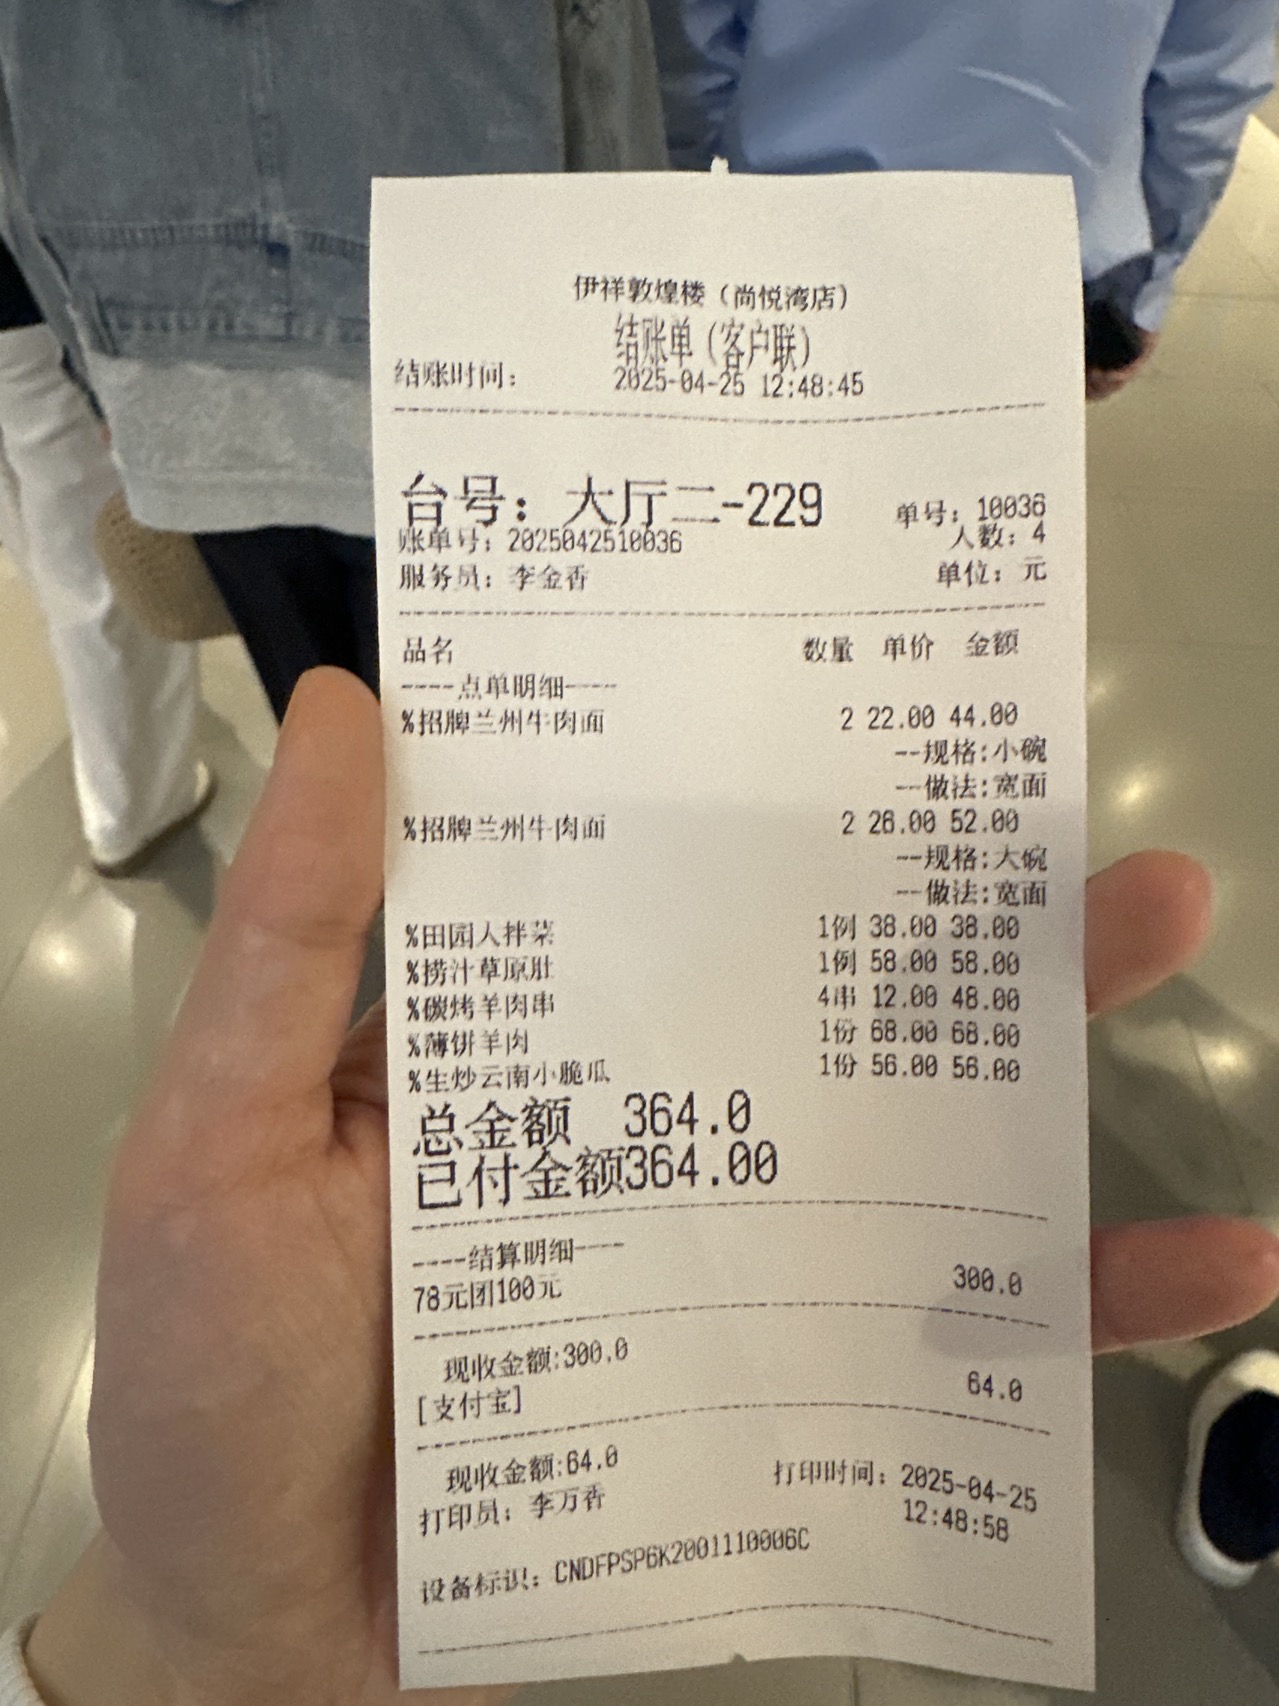 伊祥敦煌楼（尚悦湾店）
结账单（客户联）
结账时间： 2025-04-25 12:48:45
台号：大厅二-229 单号：10036
账单号：2025042510036 人数：4
服务员：李金香 单位：元
品名 数量 单价 金额
----点单明细----
%招牌兰州牛肉面 2 22.00 44.00
--规格:小碗
--做法:宽面
%招牌兰州牛肉面 2 26.00 52.00
--规格:大碗
--做法:宽面
%田园人拌菜 1例 38.00 38.00
%捞汁草原肚 1例 58.00 58.00
%碳烤羊肉串 4串 12.00 48.00
%薄饼羊肉 1份 68.00 68.00
%生炒云南小脆瓜 1份 56.00 56.00
总金额 364.0
已付金额364.00
----结算明细----
78元团100元 300.0
现收金额:300.0
[支付宝] 64.0
现收金额:64.0
打印员：李万香 打印时间：2025-04-25
12:48:58
设备标识：CNDFPSP6K2001110006C